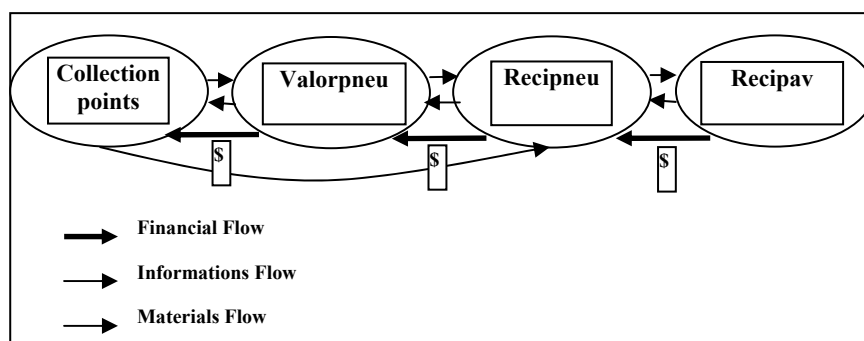 Collection
points
Valorpneu
Recipneu
Recipav
$
$
$
Financial Flow
Informations Flow
Materials Flow